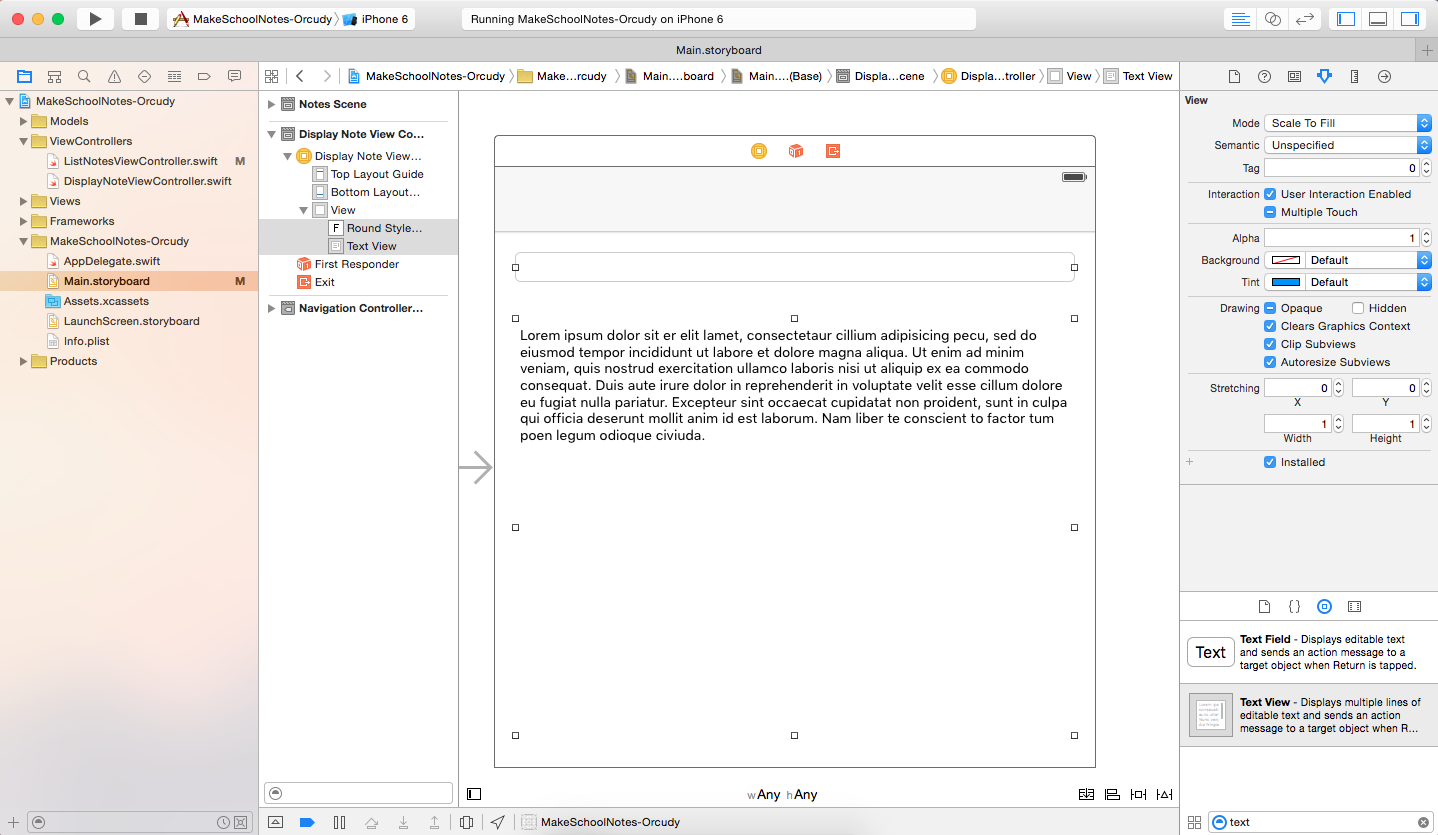 MakeSchoolNotes-Orcudy
iPhone 6
Running MakeSchoolNotes-Orcudy on iPhone 6
Main.storyboard
MakeSchoolNotes-Orcudy
Make...rcudy
Main....board
Main....(Base)
Displa...cene
Displa...troller
View
Text View
MakeSchoolNotes-Orcudy
Models
ViewControllers
ListNotesViewController.swift M
DisplayNoteViewController.swift
Views
Frameworks
MakeSchoolNotes-Orcudy
AppDelegate.swift
Main.storyboard M
Assets.xcassets
LaunchScreen.storyboard
Info.plist
Products
Notes Scene
Display Note View Co...
Display Note View...
Top Layout Guide
Bottom Layout...
View
F Round Style...
Text View
First Responder
Exit
Navigation Controller...
Lorem ipsum dolor sit er elit lamet, consectetaur cillium adipisicing pecu, sed do
eiusmod tempor incididunt ut labore et dolore magna aliqua. Ut enim ad minim
veniam, quis nostrud exercitation ullamco laboris nisi ut aliquip ex ea commodo
consequat. Duis aute irure dolor in reprehenderit in voluptate velit esse cillum dolore
eu fugiat nulla pariatur. Excepteur sint occaecat cupidatat non proident, sunt in culpa
qui officia deserunt mollit anim id est laborum. Nam liber te conscient to factor tum
poen legum odioque civiuda.
wAny hAny
MakeSchoolNotes-Orcudy
View
Mode Scale To Fill
Semantic Unspecified
Tag 0
Interaction User Interaction Enabled
Multiple Touch
Alpha 1
Background Default
Tint Default
Drawing Opaque Hidden
Clears Graphics Context
Clip Subviews
Autoresize Subviews
Stretching 0 0
X Y
1 1
Width Height
Installed
Text
Text Field - Displays editable text
and sends an action message to a
target object when Return is tapped.
Text View - Displays multiple lines of
editable text and sends an action
message to a target object when R...
text